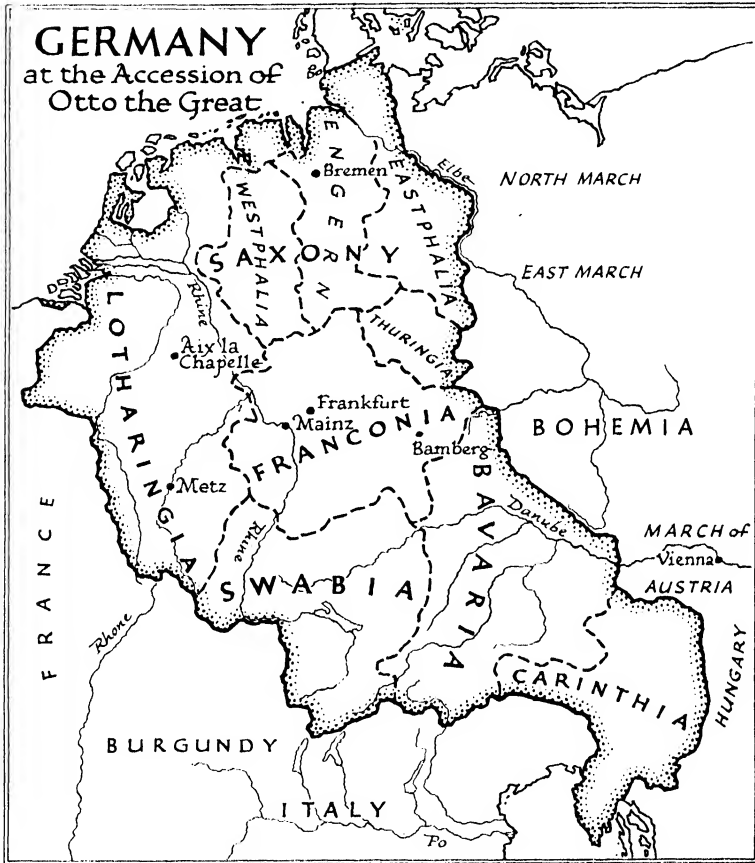 GERMANY
at the Accession of
Otto the Great
ENGERN
Bremen
EASTPHALIA
Elbe
NORTH MARCH
WESTPHALIA
SAXONY
EAST MARCH
Rhine
THURINGIA
LOTHARINGIA
Aix la
Chapelle
Frankfurt
Mainz
FRANCONIA
Bamberg
BOHEMIA
Metz
BAVARIA
Danube
Rhine
FRANCE
MARCH of
Vienna
AUSTRIA
SWABIA
Rhone
CARINTHIA
HUNGARY
BURGUNDY
ITALY
Po